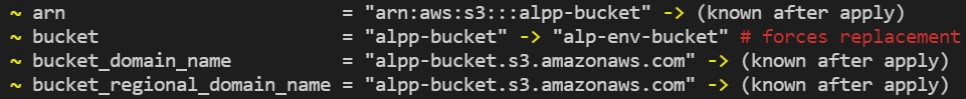 ~ arn                         = "arn:aws:s3:::alpp-bucket" -> (known after apply)
~ bucket                      = "alpp-bucket" -> "alp-env-bucket" # forces replacement
~ bucket_domain_name          = "alpp-bucket.s3.amazonaws.com" -> (known after apply)
~ bucket_regional_domain_name = "alpp-bucket.s3.amazonaws.com" -> (known after apply)